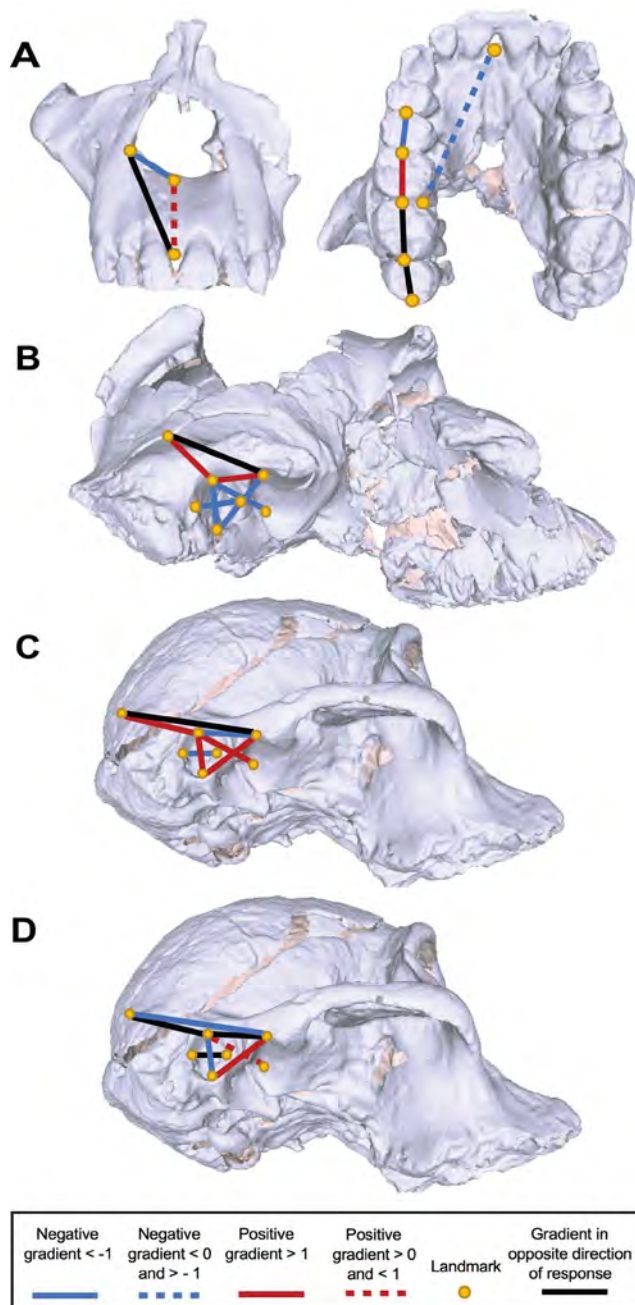 A
B
C
D
Negative gradient < -1
Negative gradient < 0 and > - 1
Positive gradient > 1
Positive gradient > 0 and < 1
Landmark
Gradient in opposite direction of response